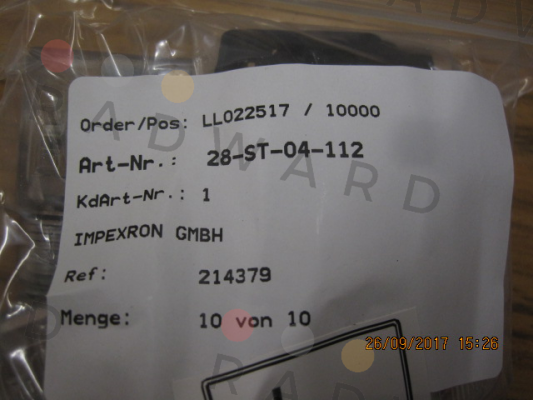 Order/Pos: LL022517 / 10000
Art-Nr.: 28-ST-04-112
KdArt-Nr.: 1
IMPEXRON GMBH
Ref: 214379
Menge: 10 von 10
26/09/2017 15:26
ADWARD